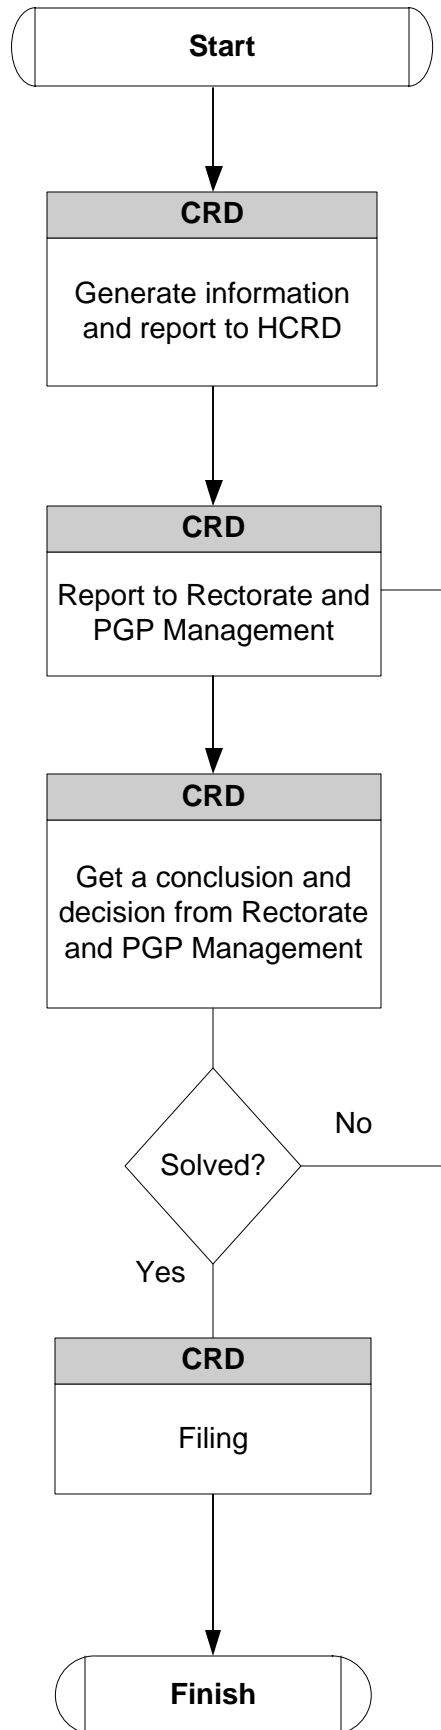 Start
CRD
Generate information
and report to HCRD
CRD
Report to Rectorate and
PGP Management
CRD
Get a conclusion and
decision from Rectorate
and PGP Management
No
Solved?
Yes
CRD
Filing
Finish